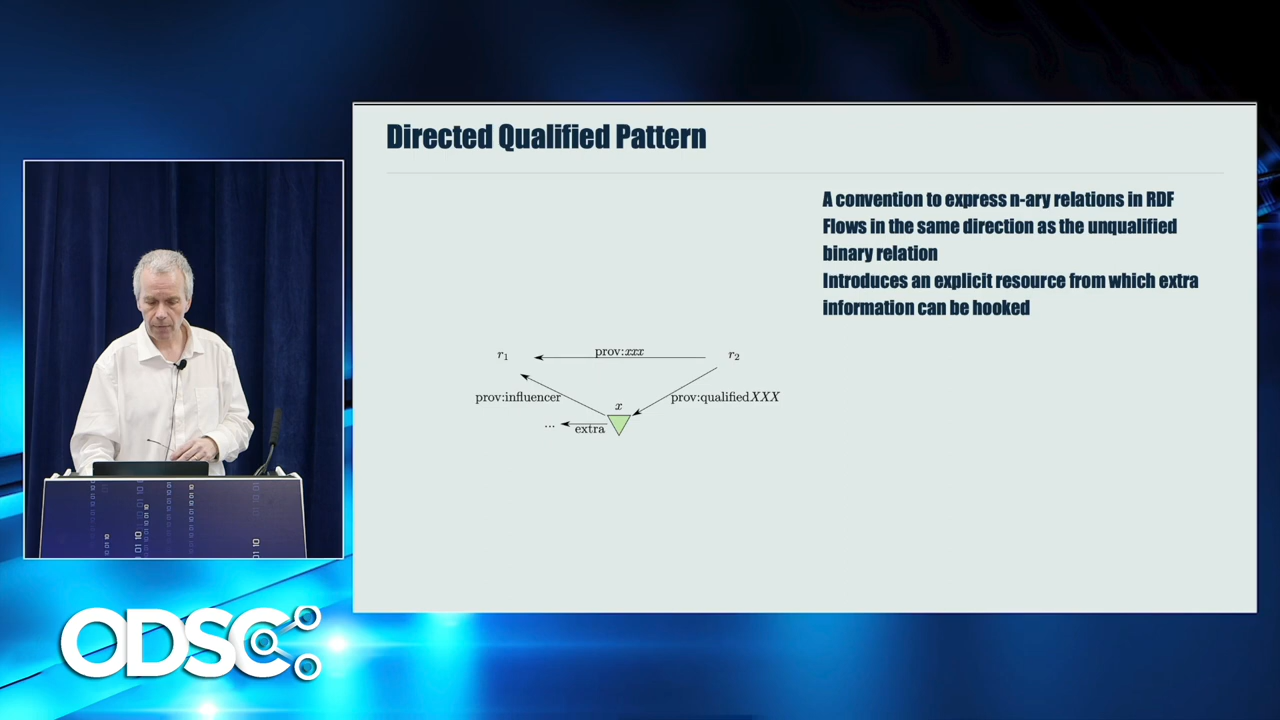 Directed Qualified Pattern
A convention to express n-ary relations in RDF
Flows in the same direction as the unqualified
binary relation
Introduces an explicit resource from which extra
information can be hooked
r1
prov:xxx
r2
prov:influencer
x
prov:qualifiedXXX
...
extra
ODSC